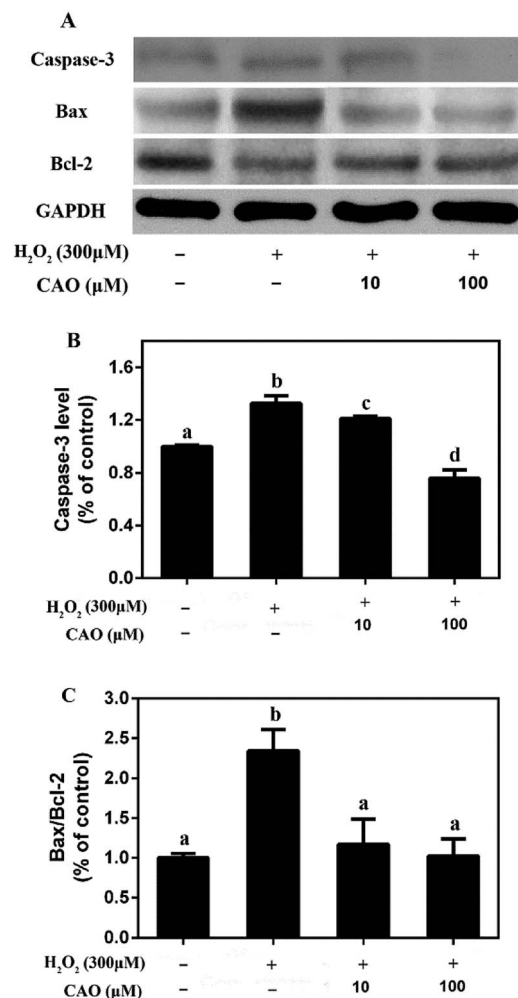 A
Caspase-3
Bax
Bcl-2
GAPDH
H₂O₂ (300μM) − + + +
CAO (μM) − − 10 100
B
Caspase-3 level
(% of control)
1.6
1.2
0.8
0.4
0.0
a b c d
H₂O₂ (300μM) − + + +
CAO (μM) − − 10 100
C
Bax/Bcl-2
(% of control)
3.0
2.5
2.0
1.5
1.0
0.5
0.0
a b a a
H₂O₂ (300μM) − + + +
CAO (μM) − − 10 100